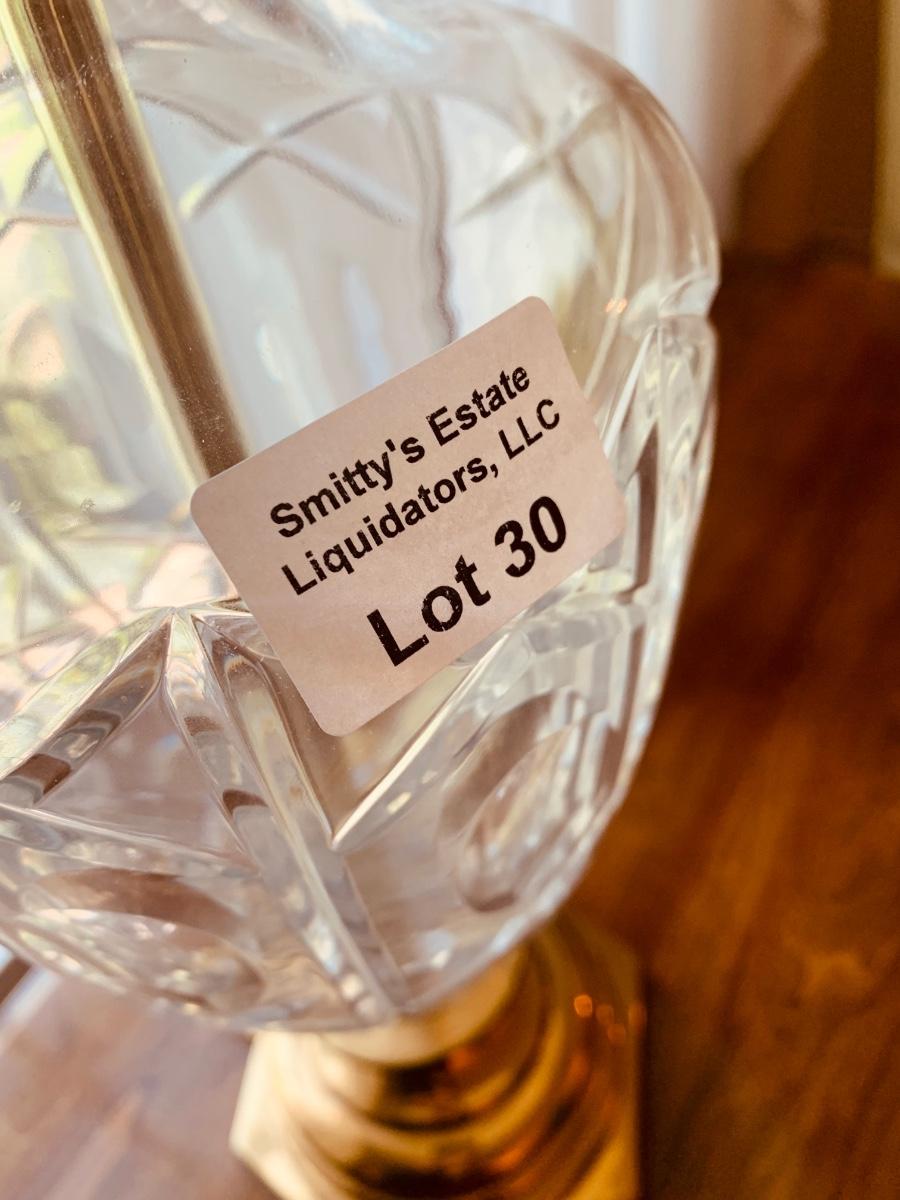 Smitty's Estate
Liquidators, LLC
Lot 30